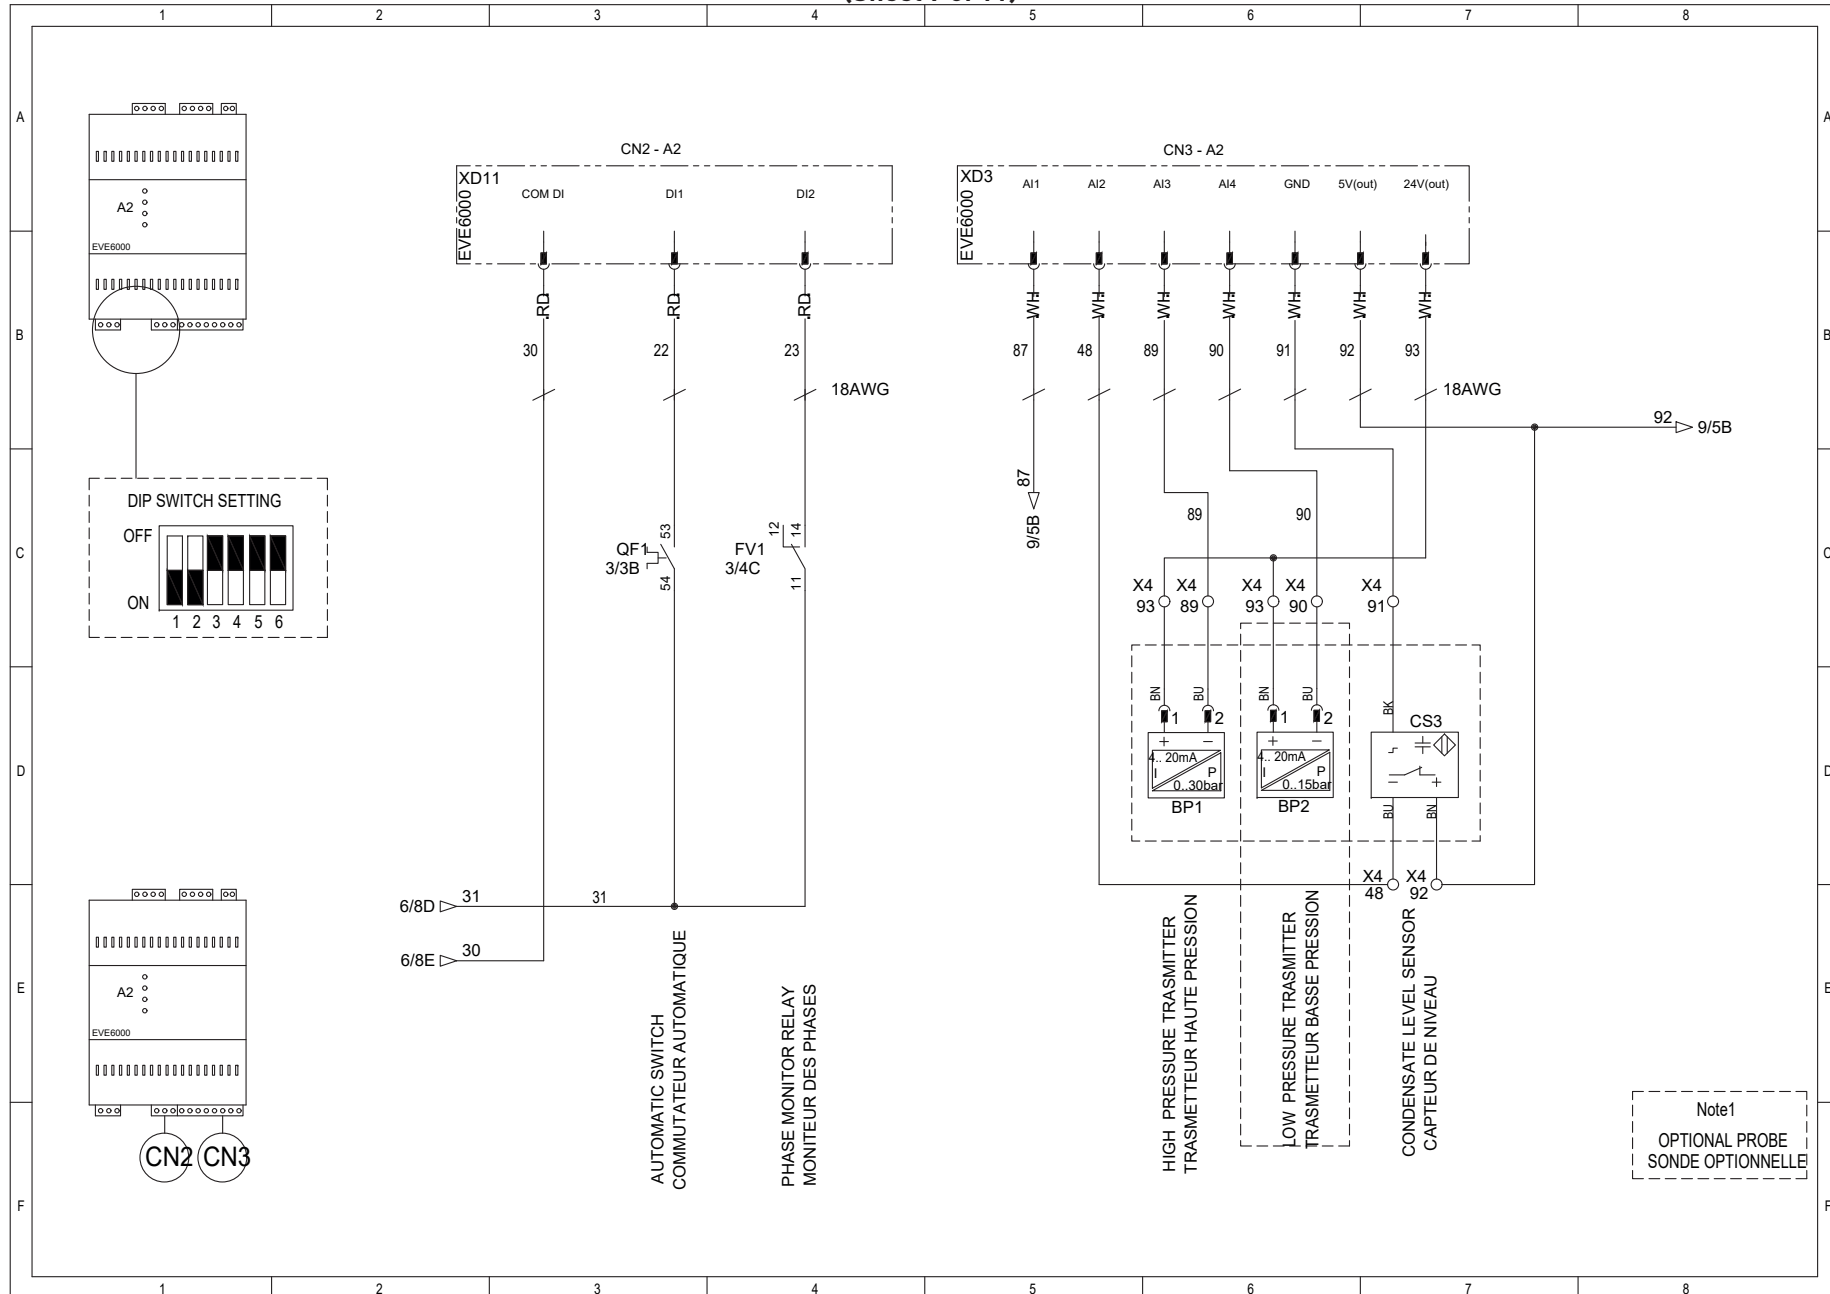 1 2 3 4 5 6 7 8
A
CN2 - A2
CN3 - A2
A
XD11
EVE6000
COM DI
DI1
DI2
XD3
EVE6000
AI1
AI2
AI3
AI4
GND
5V(out)
24V(out)
A2
EVE6000
RD
RD
RD
WH
WH
WH
WH
WH
WH
WH
B
30
22
23
87
48
89
90
91
92
93
B
18AWG
18AWG
92
9/5B
87
9/5B
DIP SWITCH SETTING
OFF
ON
1 2 3 4 5 6
C
QF1
3/3B
53
54
FV1
3/4C
12
14
11
89
90
C
X4
93
X4
89
X4
93
X4
90
X4
91
BN
BU
BN
BU
BK
1
2
1
2
CS3
D
+
–
4.. 20mA
I
P
0..30bar
BP1
+
–
4.. 20mA
I
P
0..15bar
BP2
–
+
BU
BN
D
X4
48
X4
92
6/8D
31
31
6/8E
30
E
A2
EVE6000
E
AUTOMATIC SWITCH
COMMUTATEUR AUTOMATIQUE
PHASE MONITOR RELAY
MONITEUR DES PHASES
HIGH PRESSURE TRASMITTER
TRASMETTEUR HAUTE PRESSION
LOW PRESSURE TRASMITTER
TRASMETTEUR BASSE PRESSION
CONDENSATE LEVEL SENSOR
CAPTEUR DE NIVEAU
CN2
CN3
Note1
OPTIONAL PROBE
SONDE OPTIONNELLE
F
F
1 2 3 4 5 6 7 8